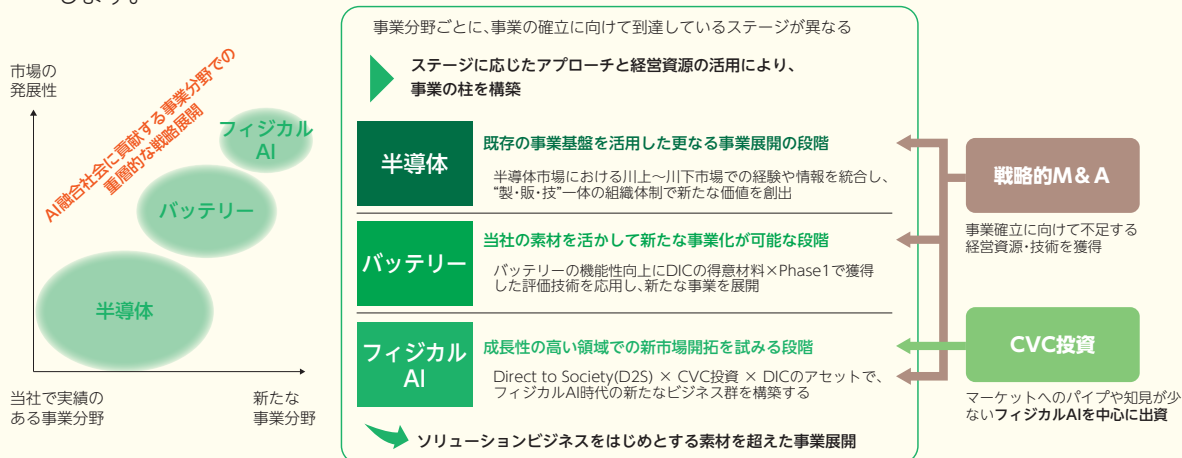 します。
市場の
発展性
AI融合社会に貢献する事業分野での
重層的な戦略展開
フィジカル
AI
バッテリー
半導体
当社で実績の
ある事業分野
新たな
事業分野
事業分野ごとに、事業の確立に向けて到達しているステージが異なる
ステージに応じたアプローチと経営資源の活用により、
事業の柱を構築
半導体
既存の事業基盤を活用した更なる事業展開の段階
半導体市場における川上～川下市場での経験や情報を統合し、
“製・販・技”一体の組織体制で新たな価値を創出
バッテリー
当社の素材を活かして新たな事業化が可能な段階
バッテリーの機能性向上にDICの得意材料×Phase1で獲得
した評価技術を応用し、新たな事業を展開
フィジカル
AI
成長性の高い領域での新市場開拓を試みる段階
Direct to Society(D2S) × CVC投資 × DICのアセットで、
フィジカルAI時代の新たなビジネス群を構築する
ソリューションビジネスをはじめとする素材を超えた事業展開
戦略的M&A
事業確立に向けて不足する
経営資源・技術を獲得
CVC投資
マーケットへのパイプや知見が少
ないフィジカルAIを中心に出資